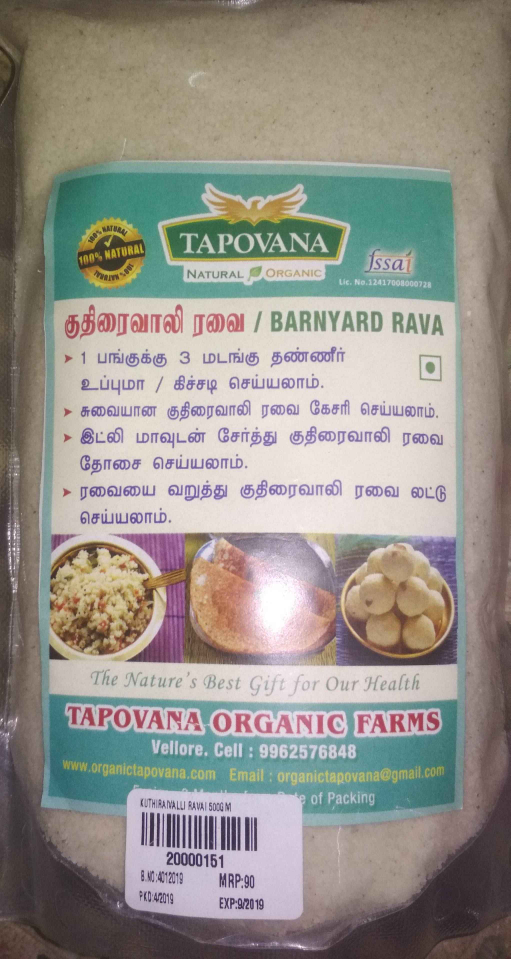 100% NATURAL
100% NATURAL
100% NATURAL
TAPOVANA
NATURAL ORGANIC
fssai
Lic. No.12417008000728
குதிரைவாலி ரவை / BARNYARD RAVA
1 பங்குக்கு 3 மடங்கு தண்ணீர்
உப்புமா / கிச்சடி செய்யலாம்.
சுவையான குதிரைவாலி ரவை கேசரி செய்யலாம்.
இட்லி மாவுடன் சேர்த்து குதிரைவாலி ரவை
தோசை செய்யலாம்.
ரவையை வறுத்து குதிரைவாலி ரவை லட்டு
செய்யலாம்.
The Nature's Best Gift for Our Health
TAPOVANA ORGANIC FARMS
Vellore. Cell : 9962576848
www.organictapovana.com Email : organictapovana@gmail.com
of Packing
KUTHIRAIVALLI RAVAI 500GM
20000151
B.NO:4012019 MRP:90
PKD:4/2019 EXP:9/2019